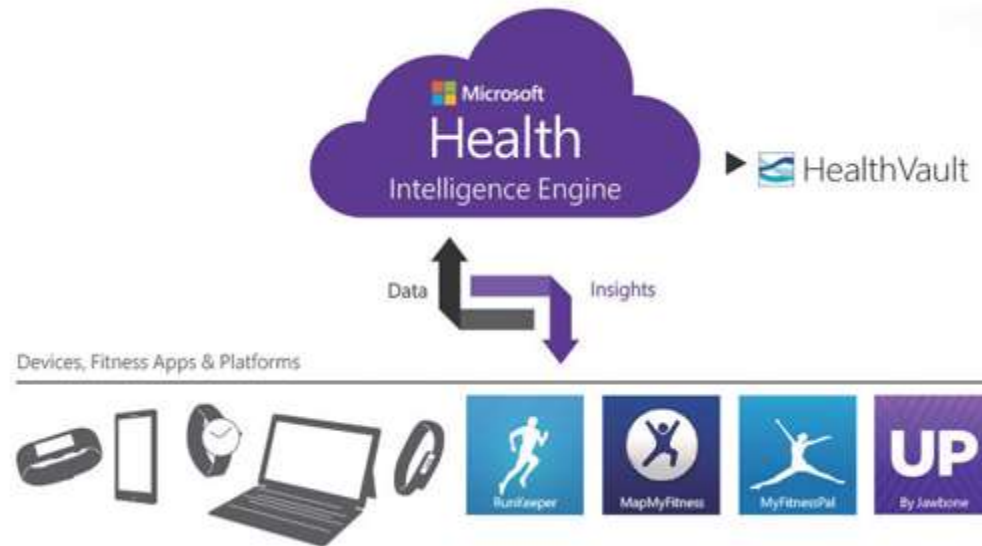 Microsoft
Health
Intelligence Engine
HealthVault
Data
Insights
Devices, Fitness Apps & Platforms
RunKeeper
MapMyFitness
MyFitnessPal
UP
By Jawbone